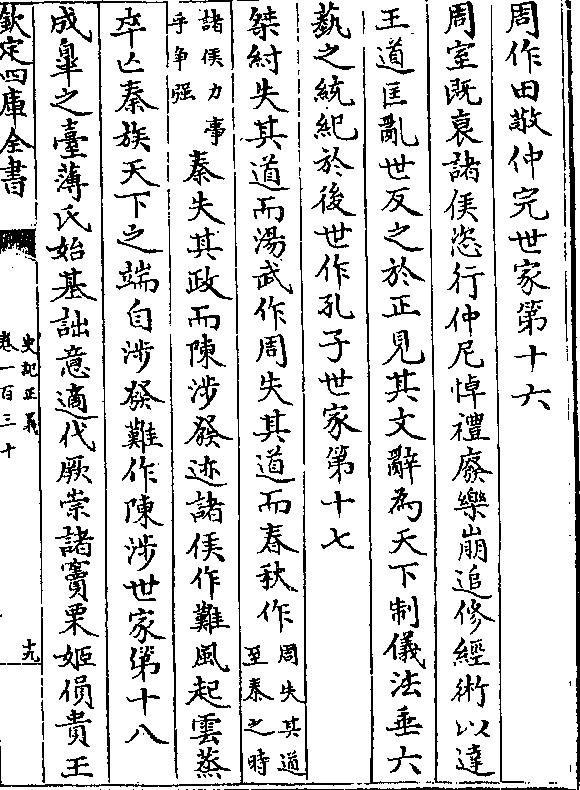 周作田敬仲完世家第十六
周室既衰諸侯恣行仲尼悼禮廢樂崩追修經術以達
王道匡亂世反之於正見其文辭為天下制儀法垂六
藝之統紀於後世作孔子世家第十七
桀紂失其道而湯武作周失其道而春秋作周失其道至秦之時
諸侯力事乎争强秦失其政而陳涉發迹諸侯作難風起雲蒸
卒亡秦族天下之端自涉發難作陳涉世家第十八
成臯之臺薄氏始基詘意適代厥崇諸竇栗姬偩貴王
欽定四庫全書
史記正義
卷一百三十
十九